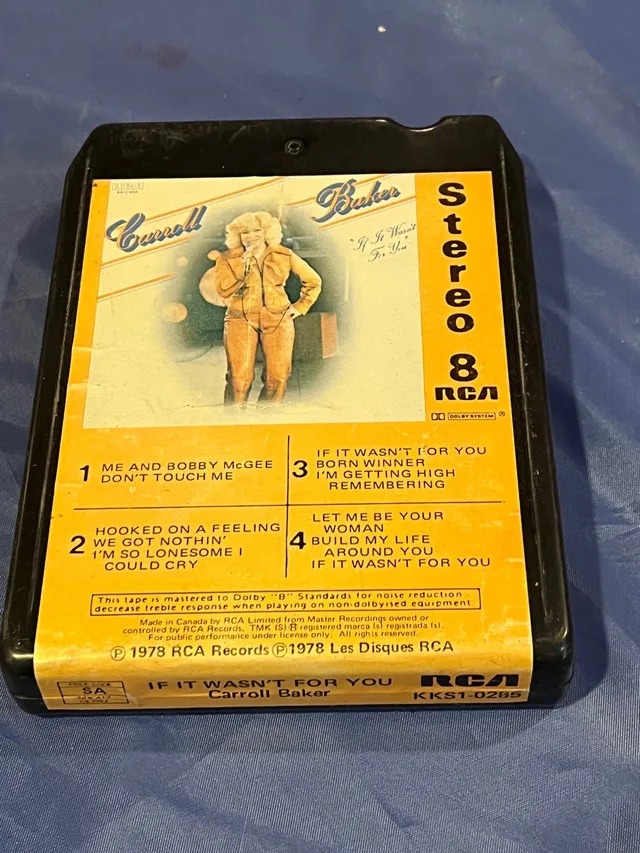 RCA
Carroll
Baker
"If It Wasn't
For You"
Stereo
8
RCA
DOLBY SYSTEM ®
1 ME AND BOBBY McGEE
DON'T TOUCH ME
2 HOOKED ON A FEELING
WE GOT NOTHIN'
I'M SO LONESOME I
COULD CRY
3 IF IT WASN'T FOR YOU
BORN WINNER
I'M GETTING HIGH
REMEMBERING
4 LET ME BE YOUR
WOMAN
BUILD MY LIFE
AROUND YOU
IF IT WASN'T FOR YOU
This tape is mastered to Dolby "B" Standards for noise reduction -
decrease treble response when playing on non-dolbyised equipment.
Made in Canada by RCA Limited from Master Recordings owned or
controlled by RCA Records, TMK (S) ® registered marca (s) registrada (s).
For public performance under license only. All rights reserved.
℗ 1978 RCA Records ℗ 1978 Les Disques RCA
SA
IF IT WASN'T FOR YOU
Carroll Baker
RCA
KKS1-0285